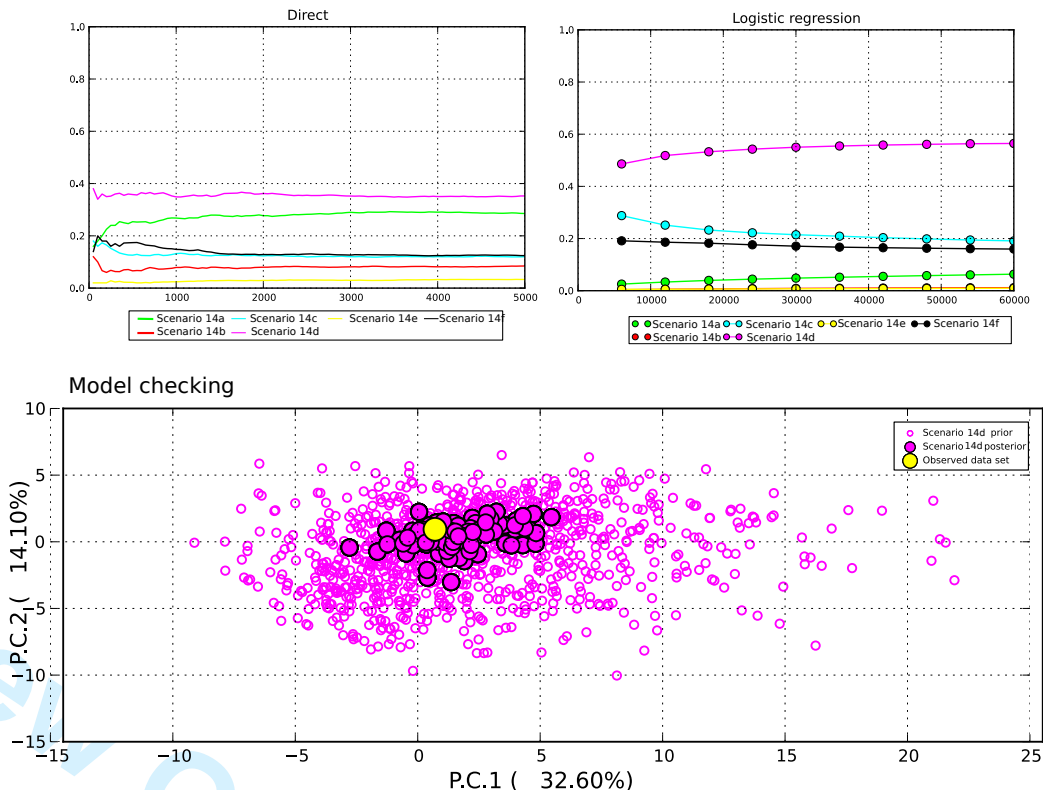 Direct
1.0
0.8
0.6
0.4
0.2
0.0
0 1000 2000 3000 4000 5000
Scenario 14a Scenario 14c Scenario 14e Scenario 14f
Scenario 14b Scenario 14d
Logistic regression
1.0
0.8
0.6
0.4
0.2
0.0
0 10000 20000 30000 40000 50000 60000
Scenario 14a Scenario 14c Scenario 14e Scenario 14f
Scenario 14b Scenario 14d
Model checking
10
5
0
−5
−10
−15
P.C.2 ( 14.10%)
Scenario 14d prior
Scenario 14d posterior
Observed data set
−14.5 −10 −5 0 5 10 15 20 25
P.C.1 ( 32.60%)
ew O